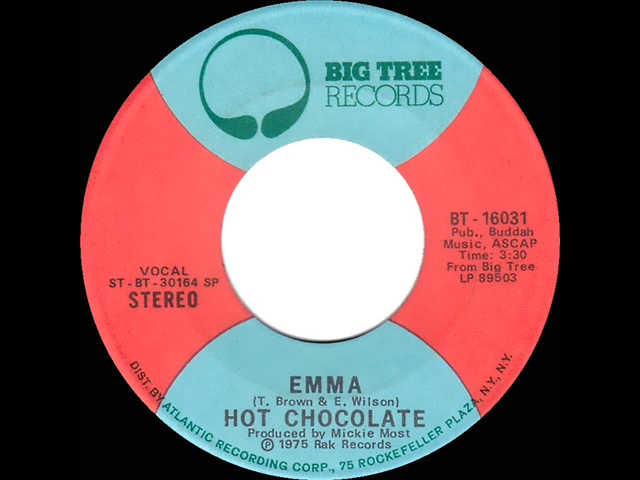 BIG TREE
RECORDS
VOCAL
ST-BT-30164 SP
STEREO
BT - 16031
Pub., Buddah
Music, ASCAP
Time: 3:30
From Big Tree
LP 89503
EMMA
(T. Brown & E. Wilson)
HOT CHOCOLATE
Produced by Mickie Most
Ⓟ 1975 Rak Records
DIST. BY ATLANTIC RECORDING CORP., 75 ROCKEFELLER PLAZA, N.Y., N.Y.